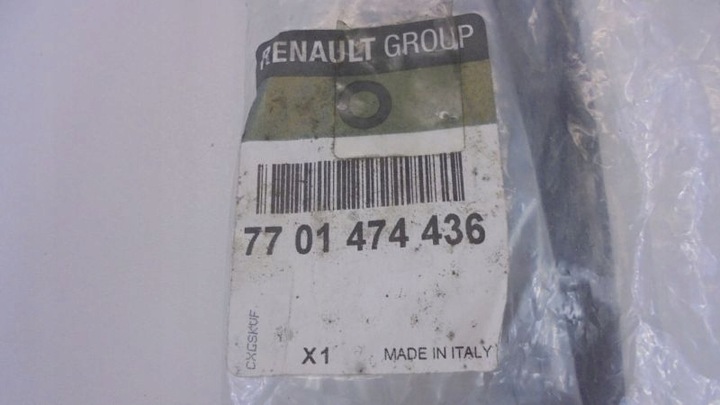 RENAULT GROUP
77 01 474 436
CXGSKUF
X1 MADE IN ITALY